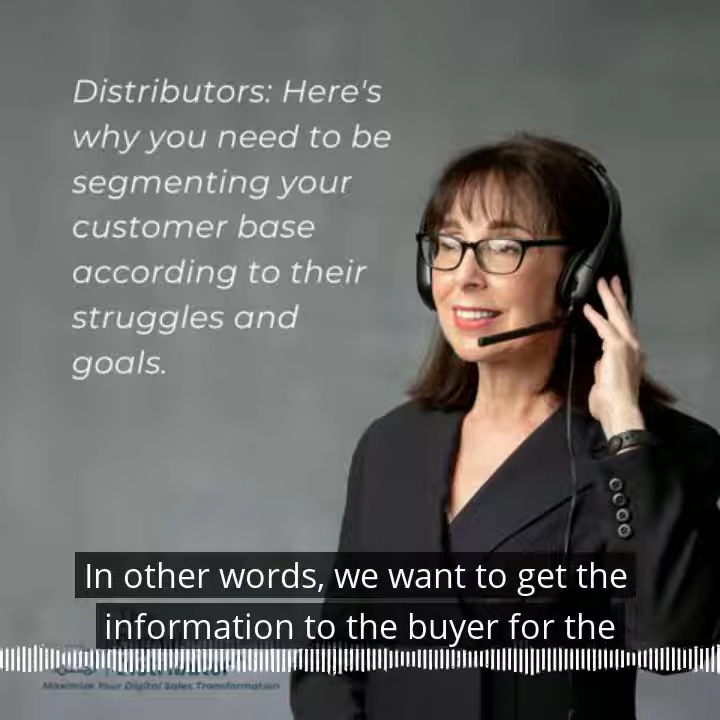 Distributors: Here's
why you need to be
segmenting your
customer base
according to their
struggles and
goals.
In other words, we want to get the
information to the buyer for the
Maximize Your Digital Sales Transformation